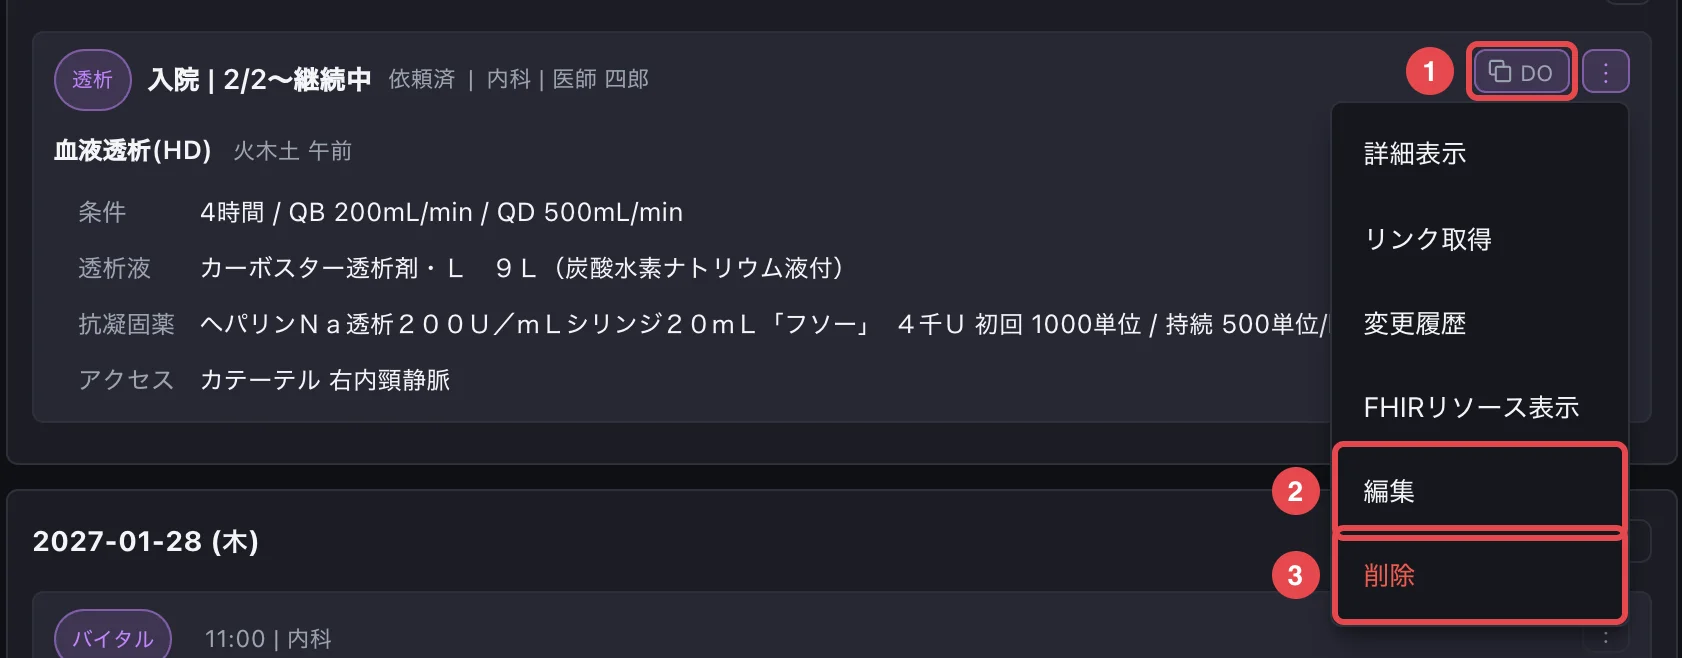 透析 入院 | 2/2〜継続中 依頼済 | 内科 | 医師 四郎 1 DO
血液透析(HD) 火木土 午前
条件 4時間 / QB 200mL/min / QD 500mL/min
透析液 カーボスター透析剤・Ｌ　９Ｌ（炭酸水素ナトリウム液付）
抗凝固薬 ヘパリンＮａ透析２００Ｕ／ｍＬシリンジ２０ｍＬ「フソー」　４千Ｕ 初回 1000単位 / 持続 500単位/
アクセス カテーテル 右内頸静脈
詳細表示
リンク取得
変更履歴
FHIRリソース表示
2 編集
3 削除
2027-01-28 (木)
バイタル 11:00 | 内科